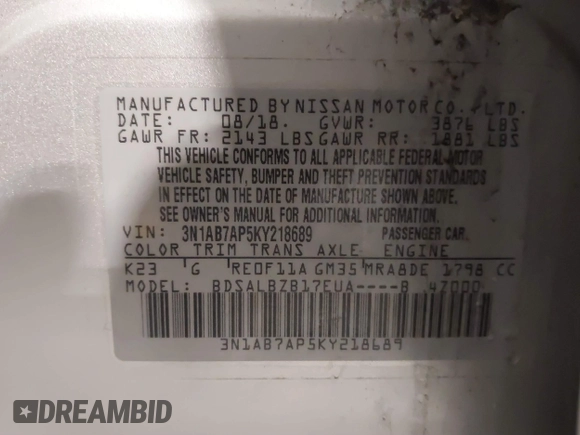 MANUFACTURED BY NISSAN MOTOR CO., LTD.
DATE: 08/18. GVWR: 3876 LBS
GAWR FR: 2143 LBS GAWR RR: 1881 LBS
THIS VEHICLE CONFORMS TO ALL APPLICABLE FEDERAL MOTOR
VEHICLE SAFETY, BUMPER AND THEFT PREVENTION STANDARDS
IN EFFECT ON THE DATE OF MANUFACTURE SHOWN ABOVE.
SEE OWNER'S MANUAL FOR ADDITIONAL INFORMATION.
VIN: 3N1AB7AP5KY218689 PASSENGER CAR.
COLOR TRIM TRANS AXLE ENGINE
K23 G RE0F11A GM35 MRA8DE 1798 CC
MODEL: BDSALBZB17EUA----B 4Z000
3N1AB7AP5KY218689
DREAMBID